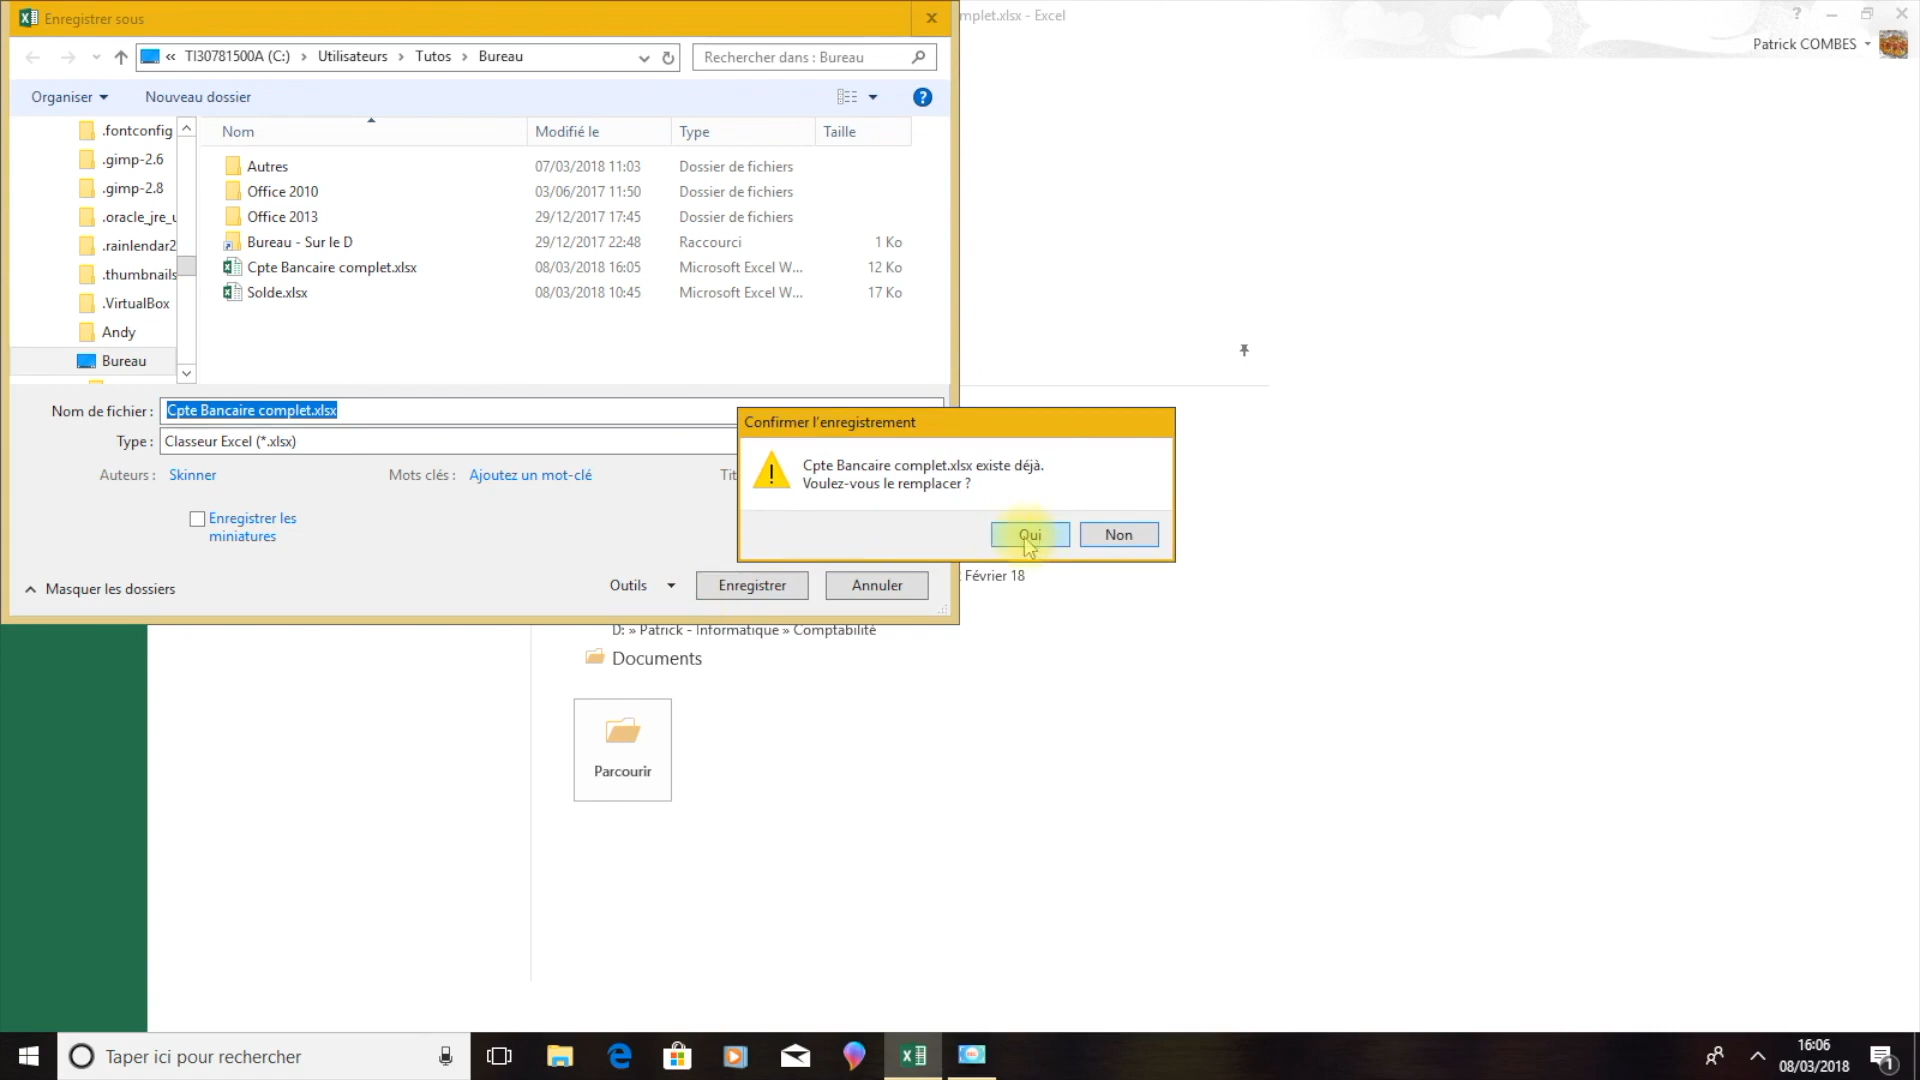 Enregistrer sous
mplet.xlsx - Excel
Patrick COMBES
« TI30781500A (C:) › Utilisateurs › Tutos › Bureau
Rechercher dans : Bureau
Organiser
Nouveau dossier
.fontconfig
.gimp-2.6
.gimp-2.8
.oracle_jre_u
.rainlendar2
.thumbnails
.VirtualBox
Andy
Bureau
Nom Modifié le Type Taille
Autres 07/03/2018 11:03 Dossier de fichiers
Office 2010 03/06/2017 11:50 Dossier de fichiers
Office 2013 29/12/2017 17:45 Dossier de fichiers
Bureau - Sur le D 29/12/2017 22:48 Raccourci 1 Ko
Cpte Bancaire complet.xlsx 08/03/2018 16:05 Microsoft Excel W... 12 Ko
Solde.xlsx 08/03/2018 10:45 Microsoft Excel W... 17 Ko
Nom de fichier : Cpte Bancaire complet.xlsx
Type : Classeur Excel (*.xlsx)
Auteurs : Skinner
Mots clés : Ajoutez un mot-clé
Tit
Enregistrer les
miniatures
Confirmer l'enregistrement
Cpte Bancaire complet.xlsx existe déjà.
Voulez-vous le remplacer ?
Oui
Non
Masquer les dossiers
Outils
Enregistrer
Annuler
Février 18
D: » Patrick - Informatique » Comptabilité
Documents
Parcourir
Taper ici pour rechercher
16:06
08/03/2018
1